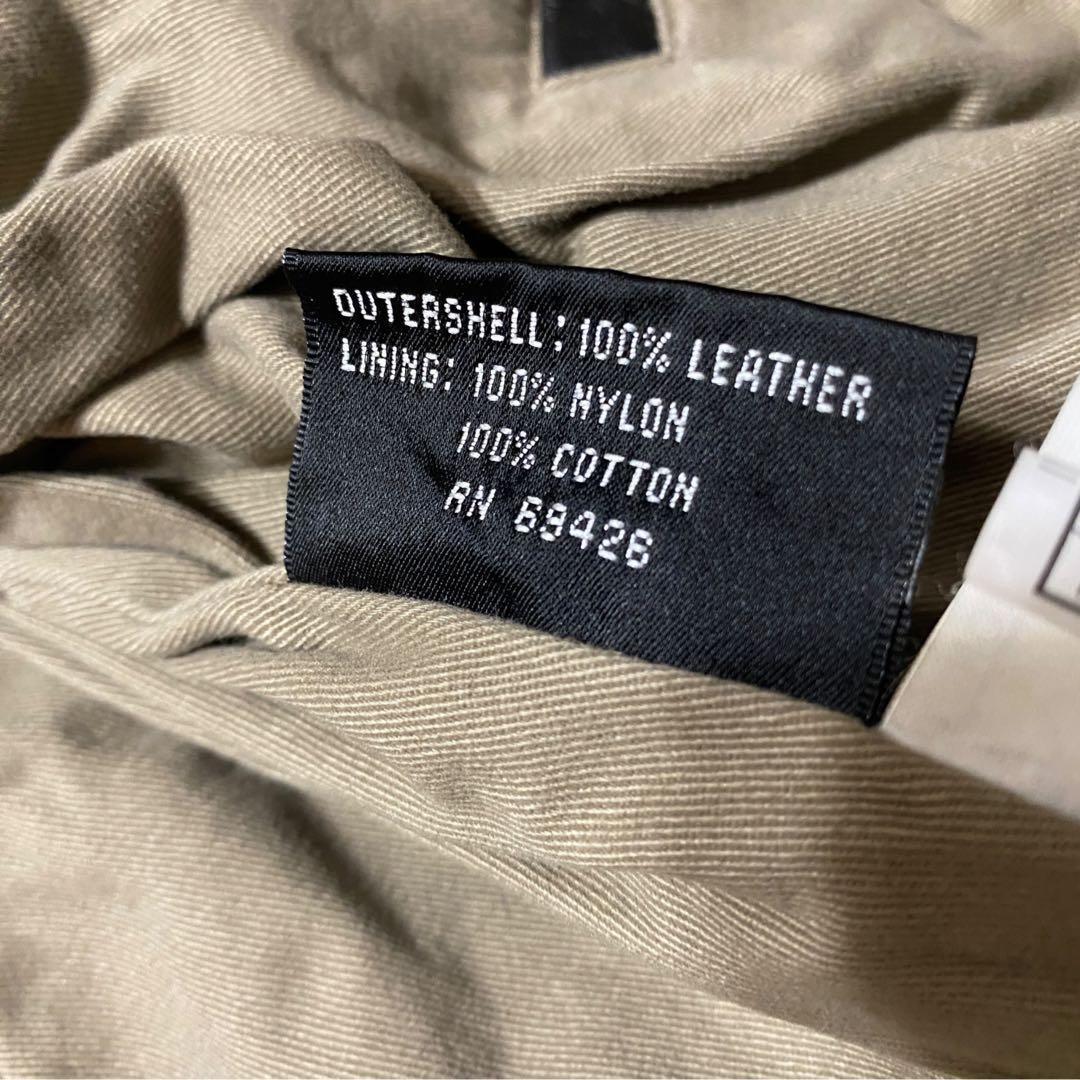 OUTERSHELL: 100% LEATHER
LINING: 100% NYLON
100% COTTON
RN 69426